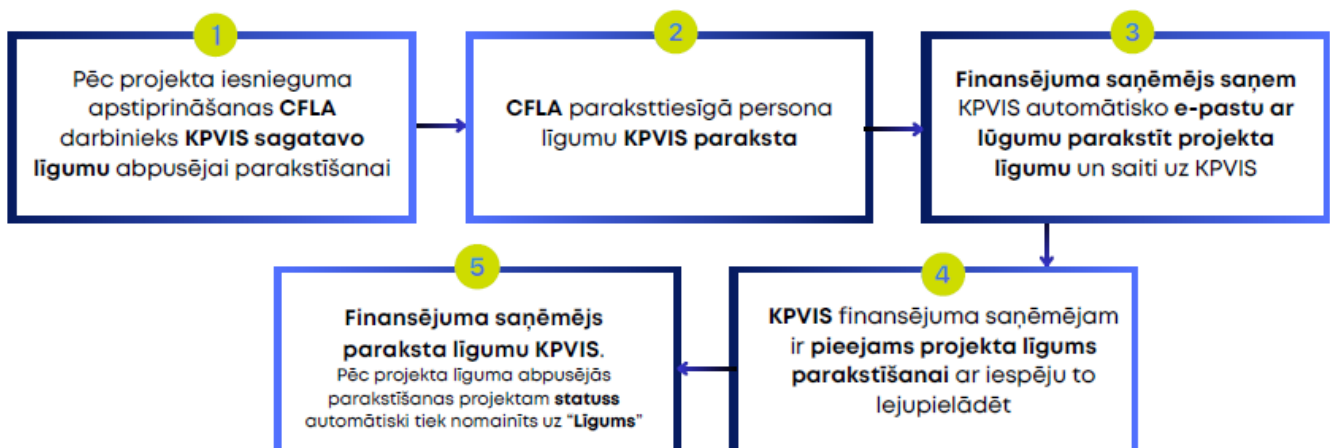 1
Pēc projekta iesnieguma
apstiprināšanas CFLA
darbinieks KPVIS sagatavo
līgumu abpusējai parakstīšanai
2
CFLA paraksttiesīgā persona
līgumu KPVIS paraksta
3
Finansējuma saņēmējs saņem
KPVIS automātisko e-pastu ar
lūgumu parakstīt projekta
līgumu un saiti uz KPVIS
4
KPVIS finansējuma saņēmējam
ir pieejams projekta līgums
parakstīšanai ar iespēju to
lejupielādēt
5
Finansējuma saņēmējs
paraksta līgumu KPVIS.
Pēc projekta līguma abpusējās
parakstīšanas projektam statuss
automātiski tiek nomainīts uz “Līgums”